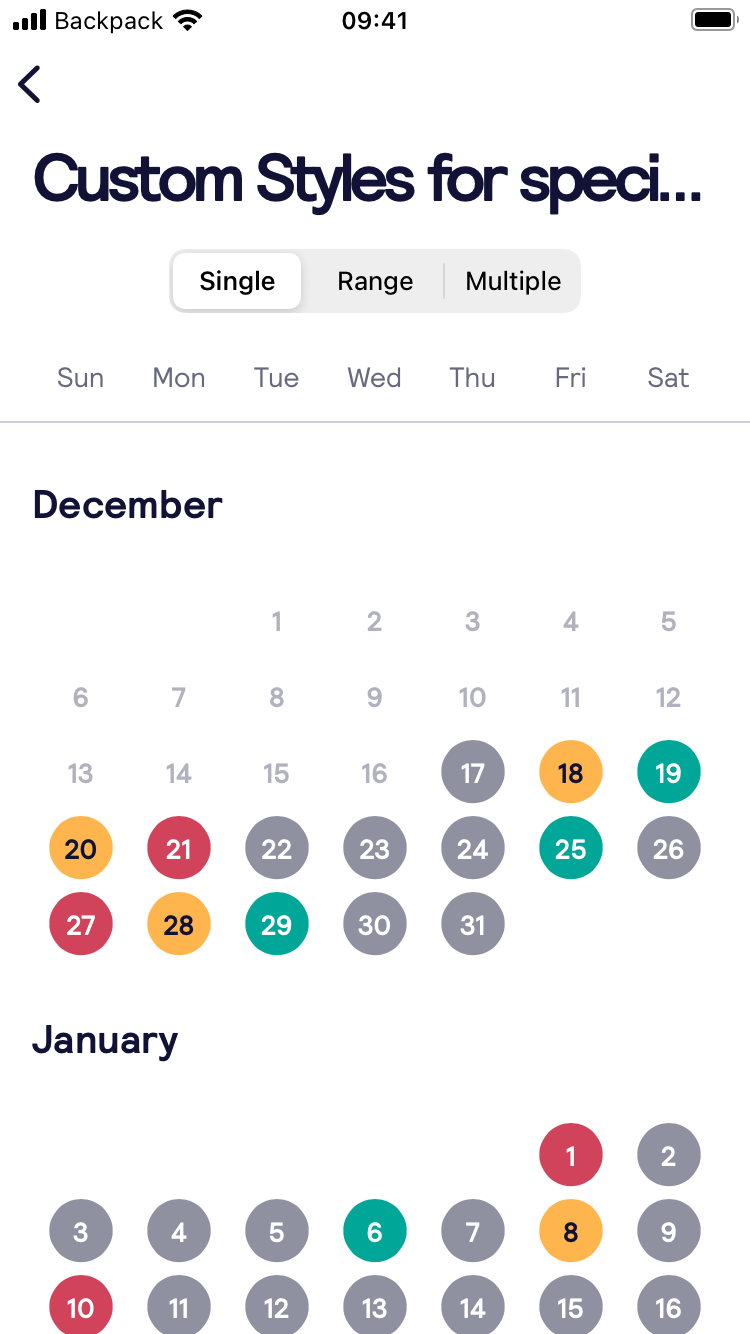 Backpack 09:41
Custom Styles for speci...
Single Range Multiple
Sun Mon Tue Wed Thu Fri Sat
December
1 2 3 4 5
6 7 8 9 10 11 12
13 14 15 16 17 18 19
20 21 22 23 24 25 26
27 28 29 30 31
January
1 2
3 4 5 6 7 8 9
10 11 12 13 14 15 16